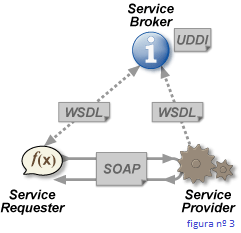 Service
Broker
UDDI
i
WSDL
WSDL
f(x)
SOAP
Service
Requester
Service
Provider
figura nº 3